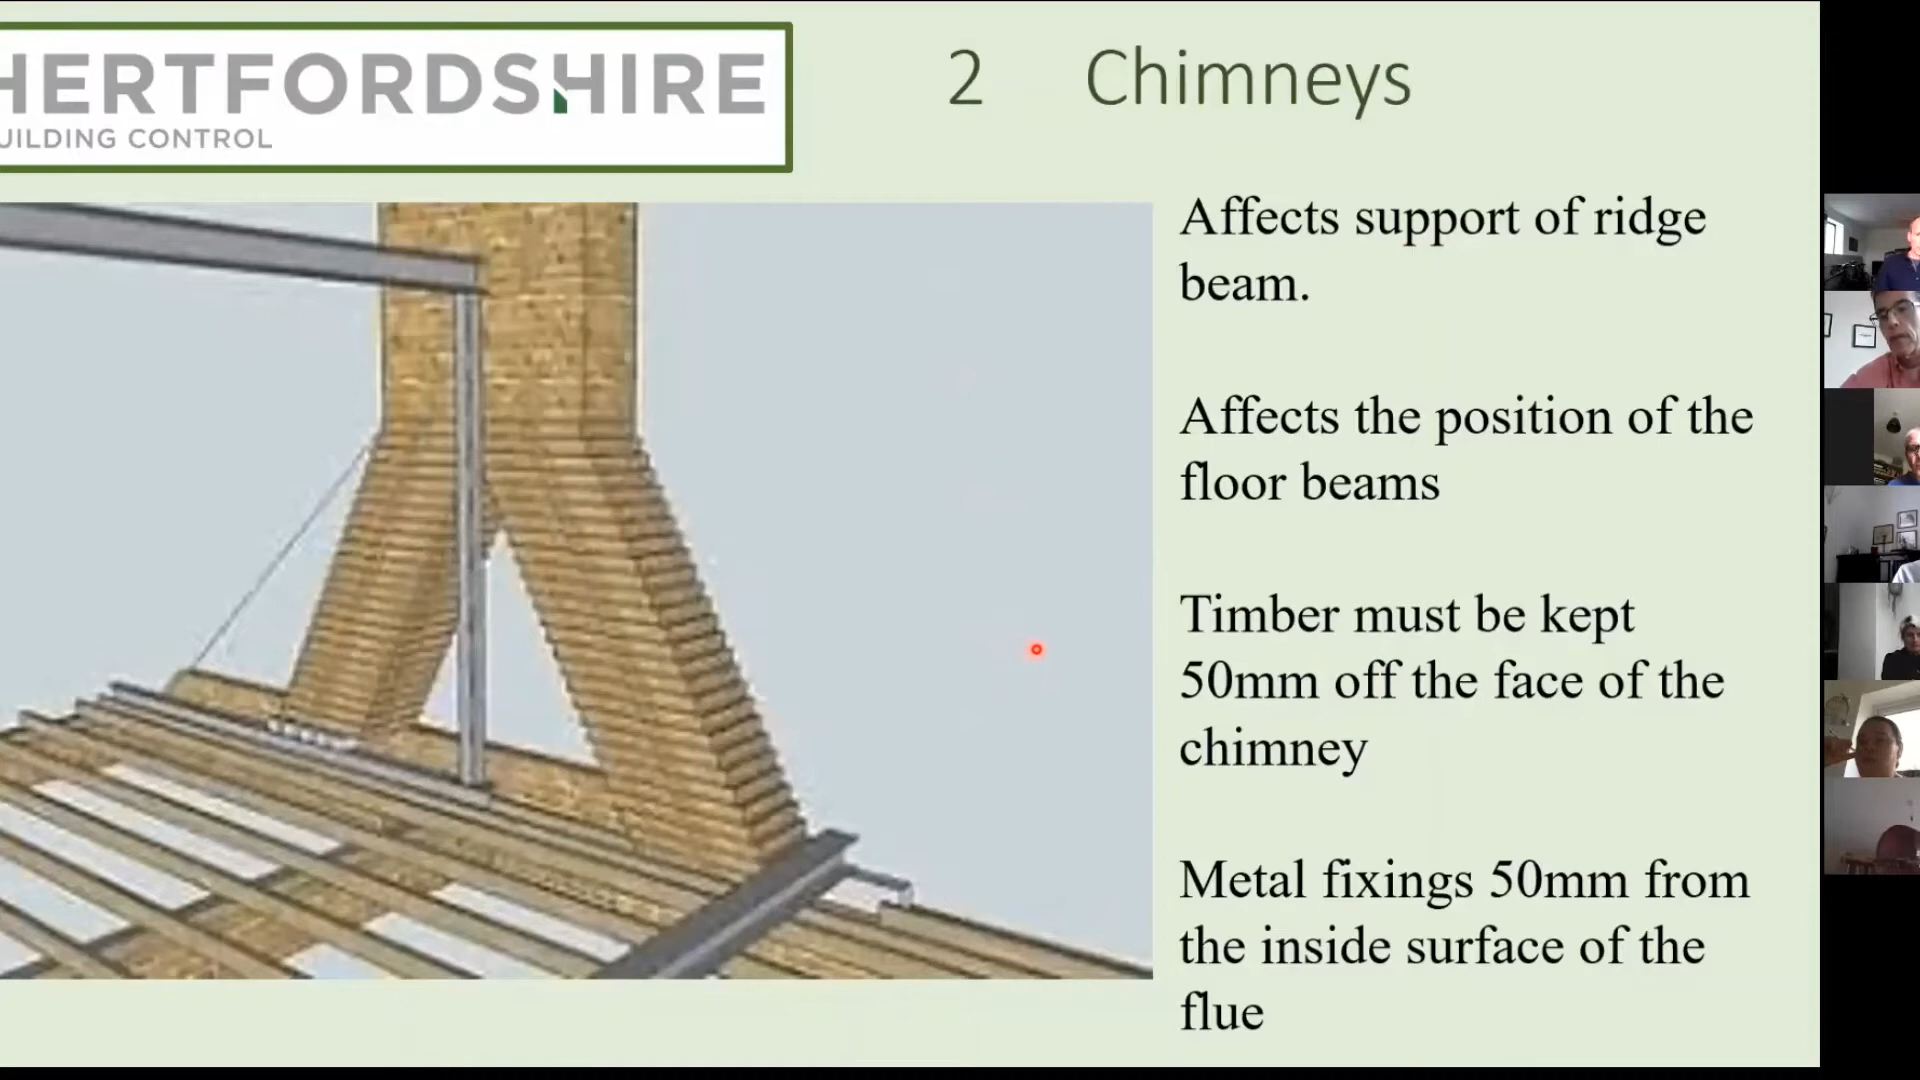 HERTFORDSHIRE
UILDING CONTROL
2 Chimneys
Affects support of ridge
beam.
Affects the position of the
floor beams
Timber must be kept
50mm off the face of the
chimney
Metal fixings 50mm from
the inside surface of the
flue